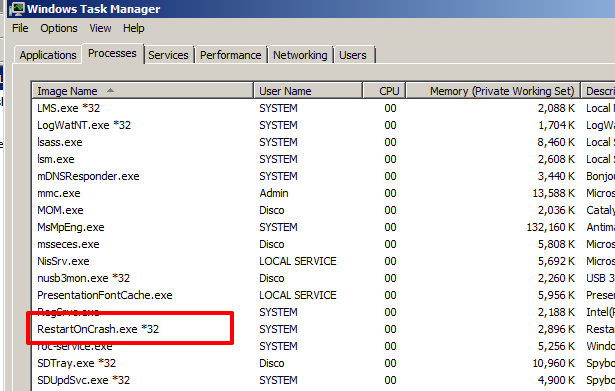 Windows Task Manager
File Options View Help
Applications Processes Services Performance Networking Users
Image Name User Name CPU Memory (Private Working Set) Descri
LMS.exe *32 SYSTEM 00 2,088 K Local
LogWatNT.exe *32 SYSTEM 00 1,704 K LogWa
lsass.exe SYSTEM 00 8,460 K Local S
lsm.exe SYSTEM 00 2,608 K Local S
mDNSResponder.exe SYSTEM 00 3,440 K Bonjo
mmc.exe Admin 00 13,588 K Micros
MOM.exe Disco 00 2,036 K Cataly
MsMpEng.exe SYSTEM 00 132,160 K Antima
msseces.exe Disco 00 5,808 K Micros
NisSrv.exe LOCAL SERVICE 00 5,692 K Micros
nusb3mon.exe *32 Disco 00 2,260 K USB 3
PresentationFontCache.exe LOCAL SERVICE 00 5,956 K Prese
RegSrvc.exe SYSTEM 00 2,188 K Intel(
RestartOnCrash.exe *32 SYSTEM 00 2,896 K Resta
roc-service.exe SYSTEM 00 5,256 K Windo
SDTray.exe *32 Disco 00 10,960 K Spybo
SDUpdSvc.exe *32 SYSTEM 00 4,900 K Spybo